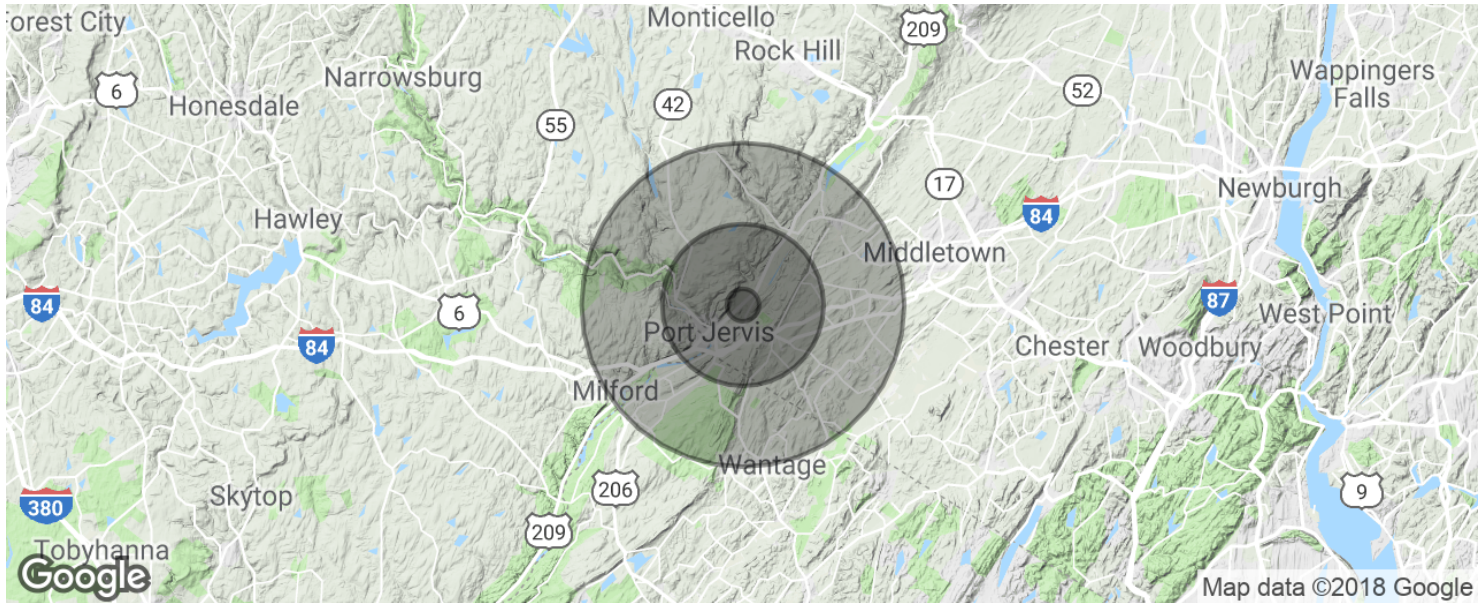 Forest City
Monticello
209
Rock Hill
6
Honesdale
Narrowsburg
55
42
52
Wappingers
Falls
Hawley
17
84
Newburgh
Middletown
84
6
84
87
West Point
Port Jervis
Chester
Woodbury
Milford
Wantage
380
Skytop
206
209
9
Tobyhanna
Google
Map data ©2018 Google